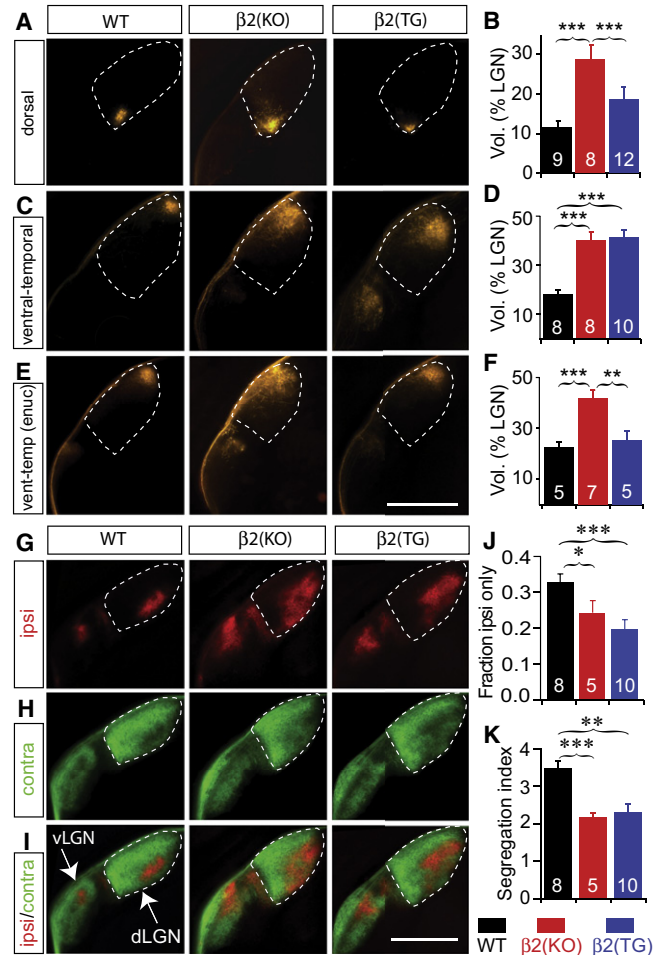 A
WT
β2(KO)
β2(TG)
dorsal
B
Vol. (% LGN)
30
20
10
0
***
***
9
8
12
C
ventral-temporal
D
Vol. (% LGN)
50
30
10
***
***
8
8
10
E
vent-temp (enuc)
F
Vol. (% LGN)
50
30
10
***
**
5
7
5
G
WT
β2(KO)
β2(TG)
ipsi
H
contra
I
ipsi/contra
vLGN
dLGN
J
Fraction ipsi only
0.4
0.3
0.2
0.1
0.0
***
*
8
5
10
K
Segregation index
4
3
2
1
0
**
***
8
5
10
WT
β2(KO)
β2(TG)